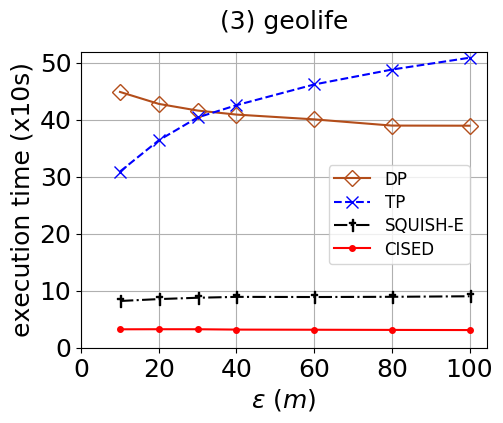 (3) geolife
execution time (x10s)
50
40
30
20
10
0
DP
TP
SQUISH-E
CISED
0 20 40 60 80 100
ε (m)